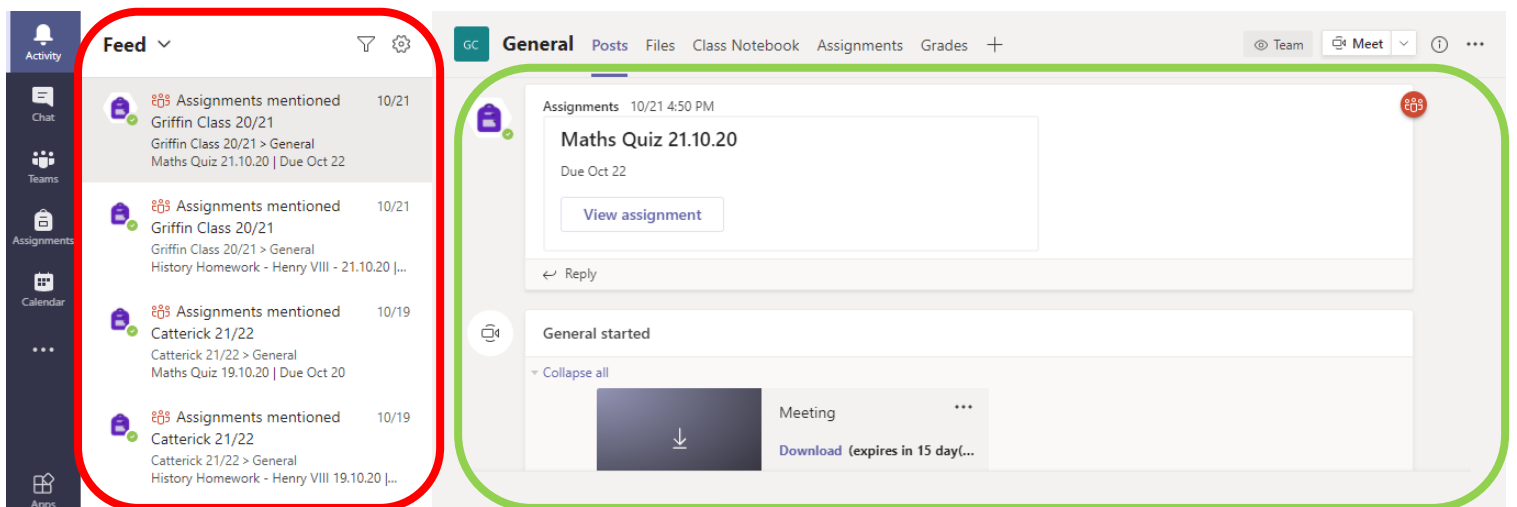 Activity
Chat
Teams
Assignments
Calendar
Apps
Feed
Assignments mentioned 10/21
Griffin Class 20/21
Griffin Class 20/21 > General
Maths Quiz 21.10.20 | Due Oct 22
Assignments mentioned 10/21
Griffin Class 20/21
Griffin Class 20/21 > General
History Homework - Henry VIII - 21.10.20 |...
Assignments mentioned 10/19
Catterick 21/22
Catterick 21/22 > General
Maths Quiz 19.10.20 | Due Oct 20
Assignments mentioned 10/19
Catterick 21/22
Catterick 21/22 > General
History Homework - Henry VIII 19.10.20 |...
GC General Posts Files Class Notebook Assignments Grades +
Team Meet
Assignments 10/21 4:50 PM
Maths Quiz 21.10.20
Due Oct 22
View assignment
Reply
General started
Collapse all
Meeting
Download (expires in 15 day(...